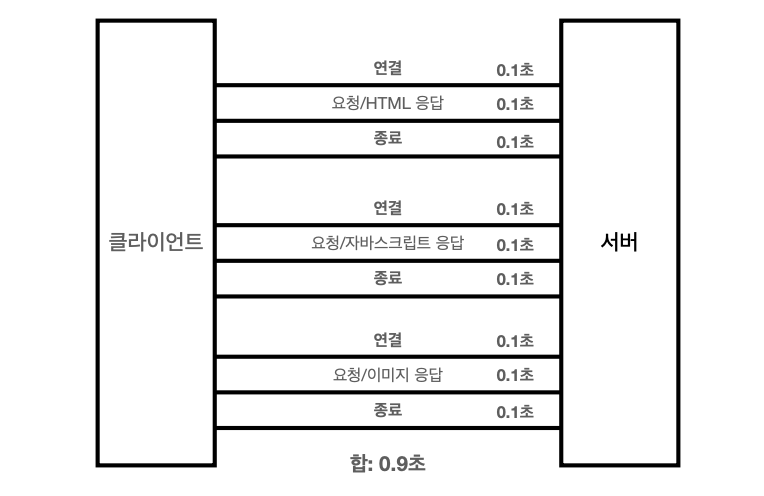 연결 0.1초
요청/HTML 응답 0.1초
종료 0.1초
연결 0.1초
클라이언트
요청/자바스크립트 응답 0.1초
서버
종료 0.1초
연결 0.1초
요청/이미지 응답 0.1초
종료 0.1초
합: 0.9초